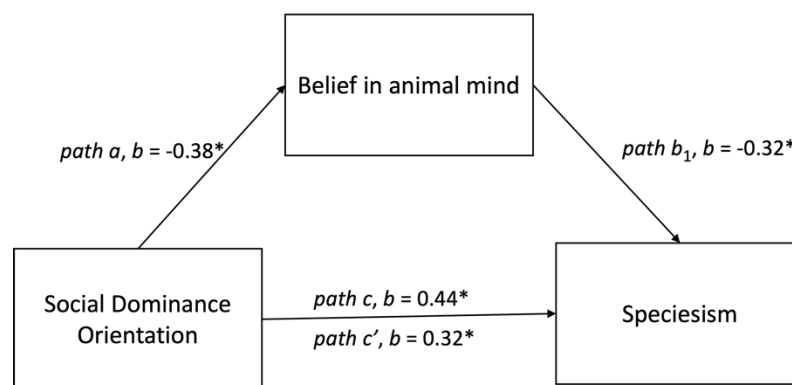 Belief in animal mind
path a, b = -0.38*
path b₁, b = -0.32*
Social Dominance
Orientation
path c, b = 0.44*
path c′, b = 0.32*
Speciesism